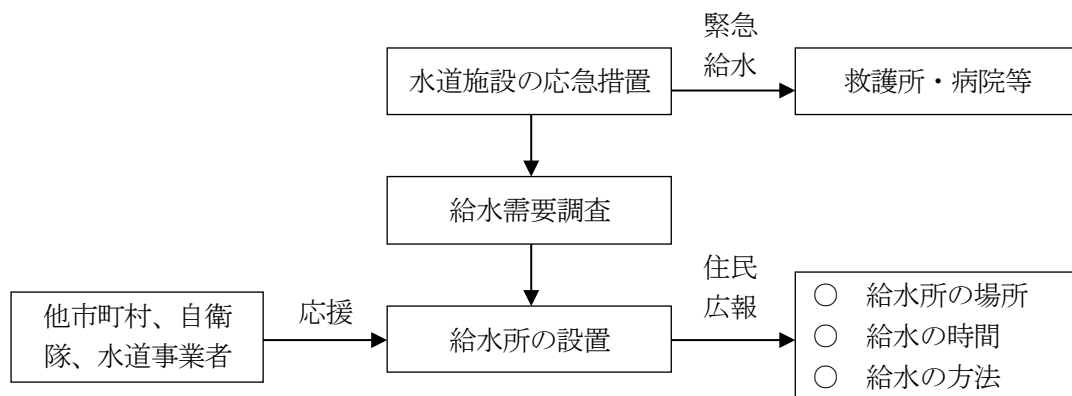 緊急
給水
水道施設の応急措置
救護所・病院等
給水需要調査
住民
広報
他市町村、自衛
隊、水道事業者
応援
給水所の設置
○ 給水所の場所
○ 給水の時間
○ 給水の方法